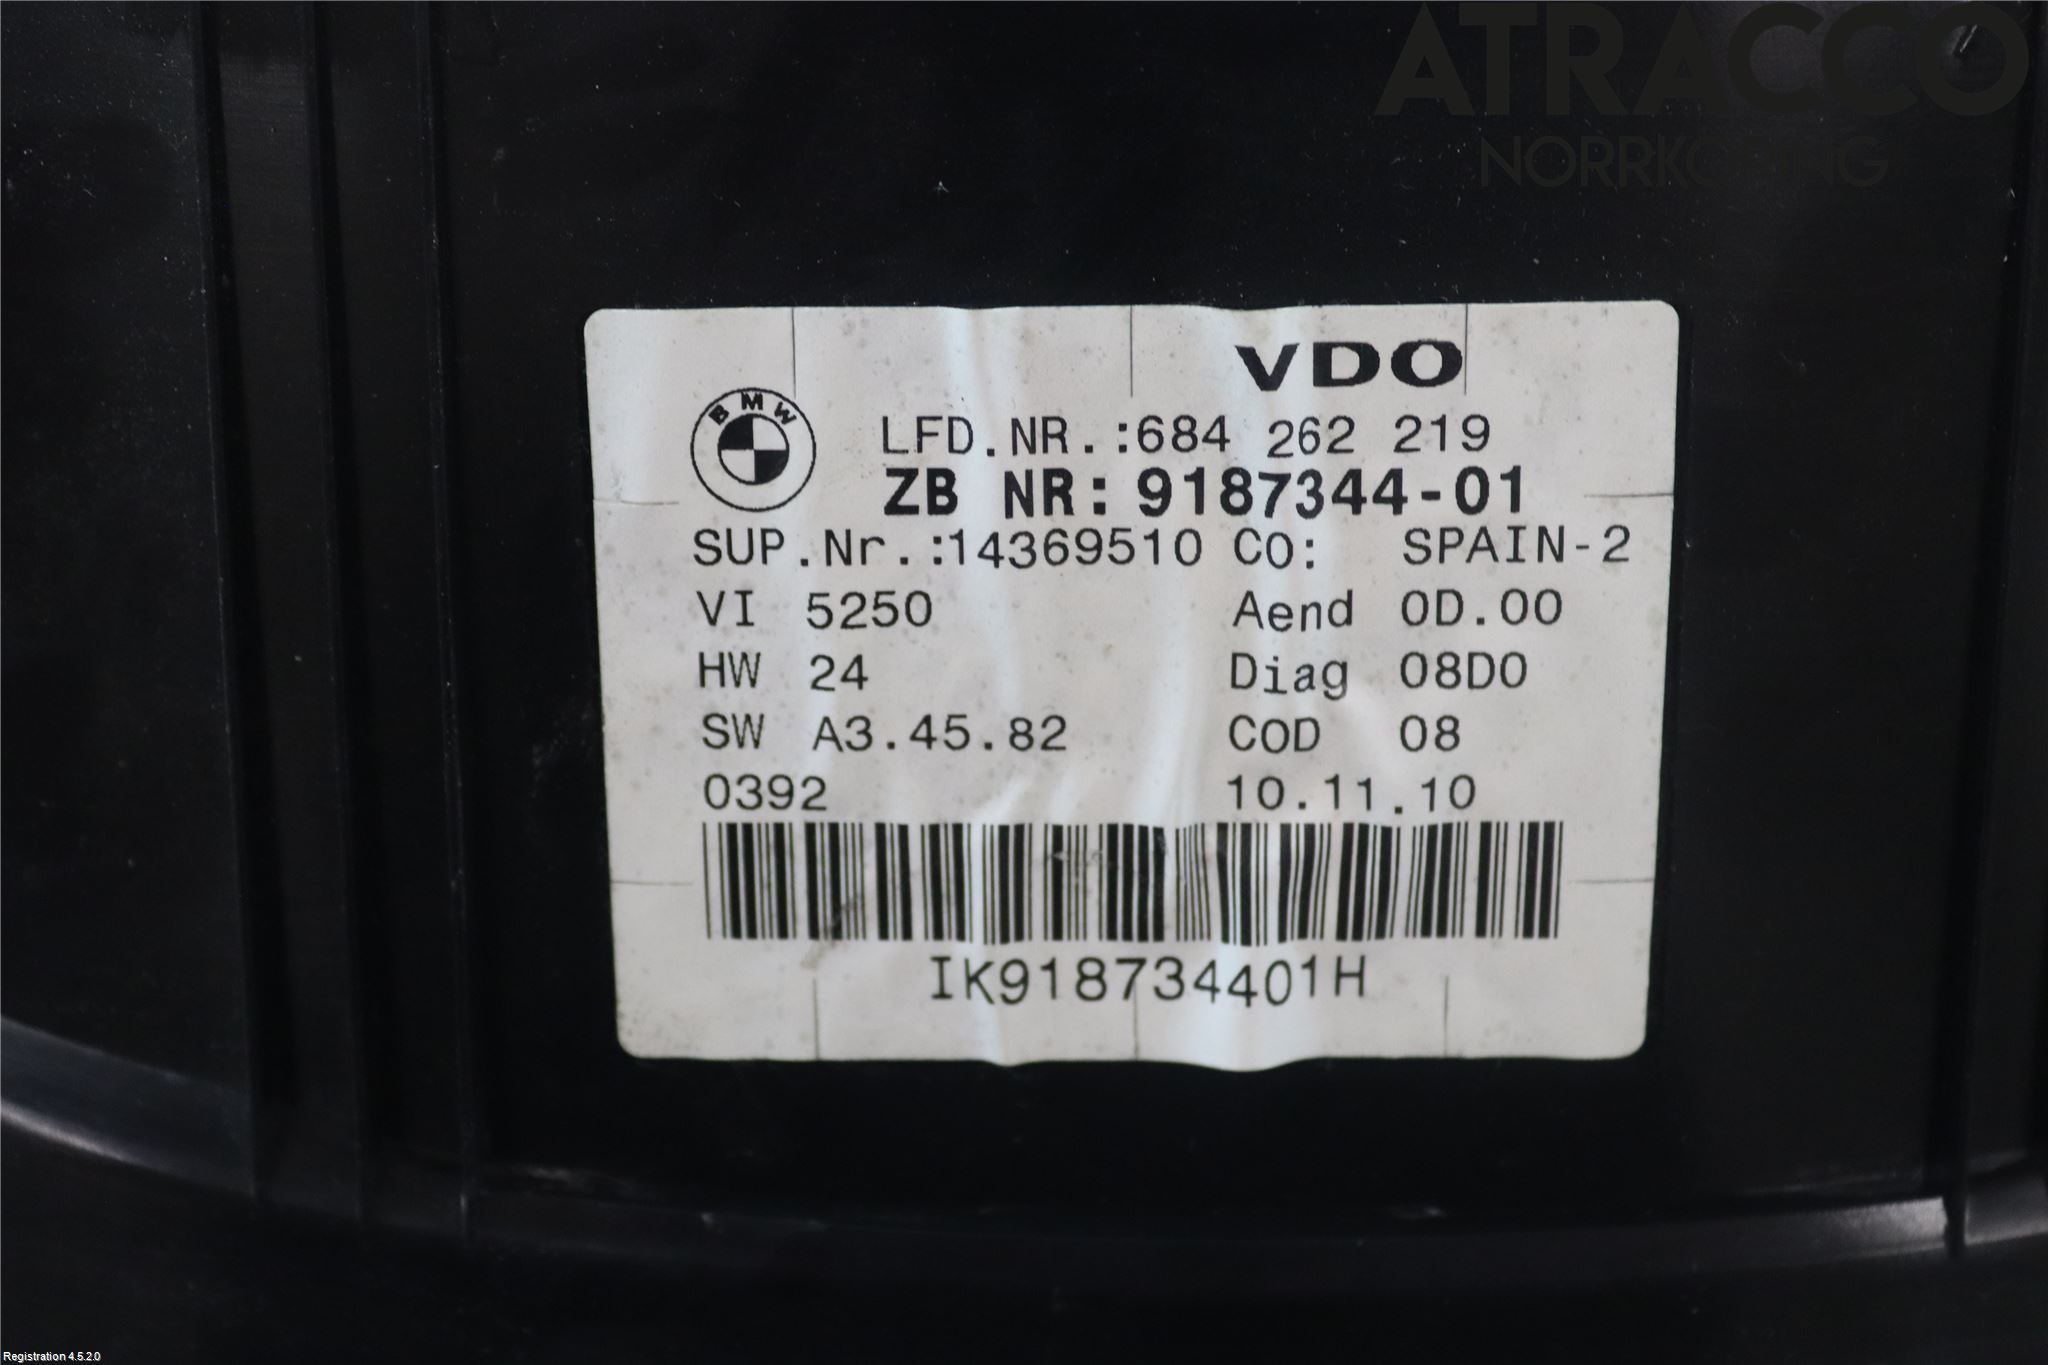 ATRACCO
NORRKÖPING
VDO
BMW
LFD.NR.:684 262 219
ZB NR: 9187344-01
SUP.Nr.:14369510 CO: SPAIN-2
VI 5250 Aend 0D.00
HW 24 Diag 08D0
SW A3.45.82 COD 08
0392 10.11.10
IK918734401H
Registration 4.5.2.0